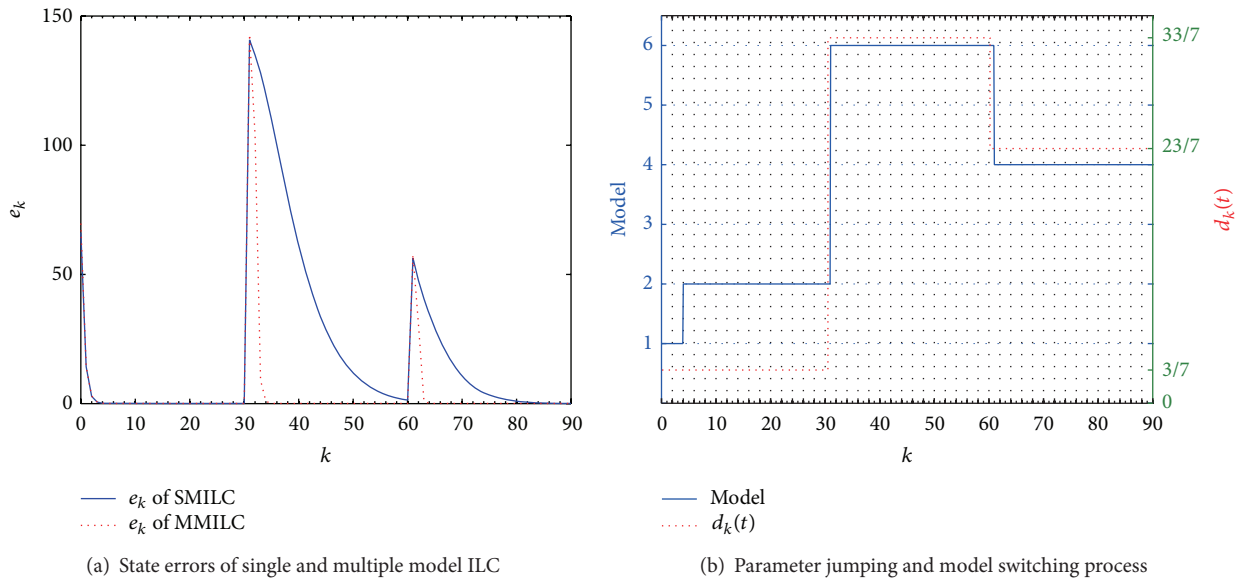 150
100
50
0
e_k
0 10 20 30 40 50 60 70 80 90
k
e_k of SMILC
e_k of MMILC
(a) State errors of single and multiple model ILC
6
5
4
3
2
1
Model
33/7
23/7
3/7
0
d_k(t)
0 10 20 30 40 50 60 70 80 90
k
Model
d_k(t)
(b) Parameter jumping and model switching process